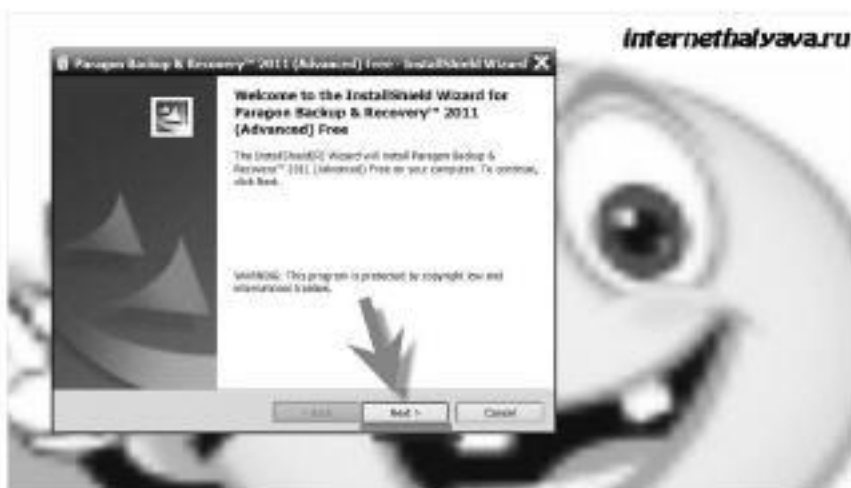 internethalyava.ru
Paragon Backup & Recovery™ 2011 (Advanced) Free - InstallShield Wizard
Welcome to the InstallShield Wizard for
Paragon Backup & Recovery™ 2011
(Advanced) Free
The InstallShield(R) Wizard will install Paragon Backup &
Recovery™ 2011 (Advanced) Free on your computer. To continue,
click Next.
WARNING: This program is protected by copyright law and
international treaties.
< Back
Next >
Cancel